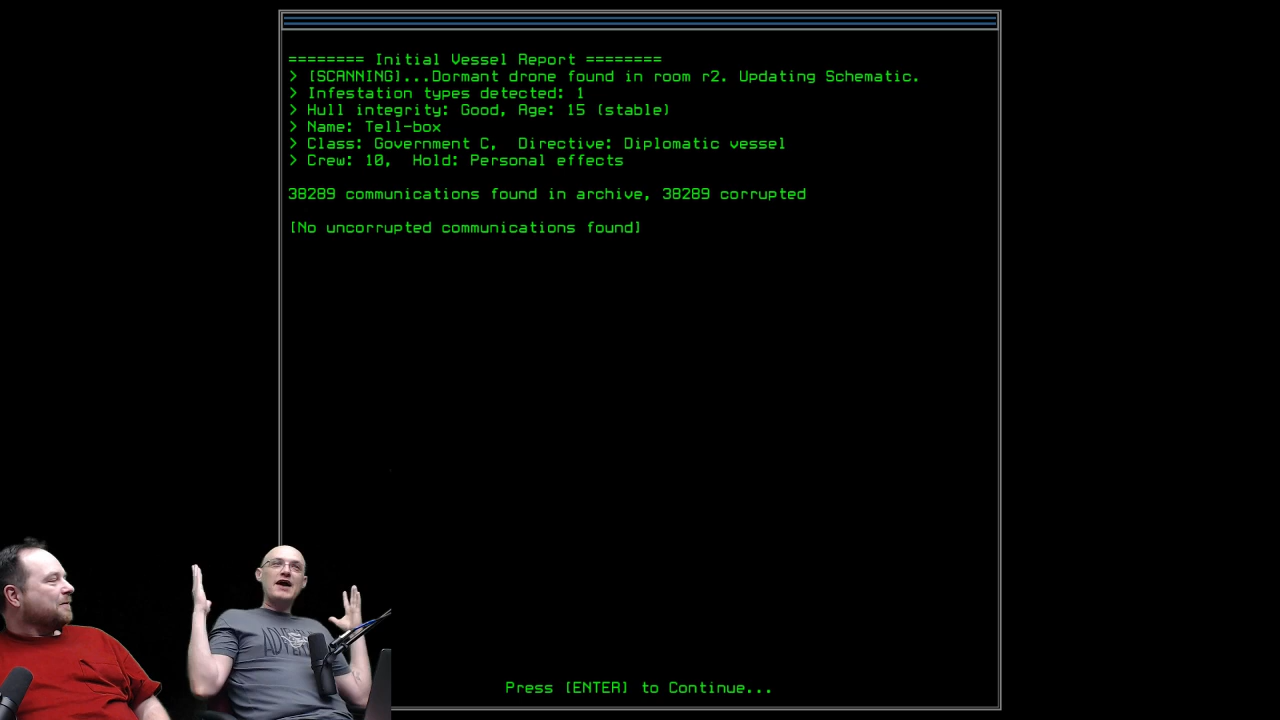 ======== Initial Vessel Report ========
> [SCANNING]...Dormant drone found in room r2. Updating Schematic.
> Infestation types detected: 1
> Hull integrity: Good, Age: 15 (stable)
> Name: Tell-box
> Class: Government C,  Directive: Diplomatic vessel
> Crew: 10,  Hold: Personal effects
38289 communications found in archive, 38289 corrupted
[No uncorrupted communications found]
Press [ENTER] to Continue...